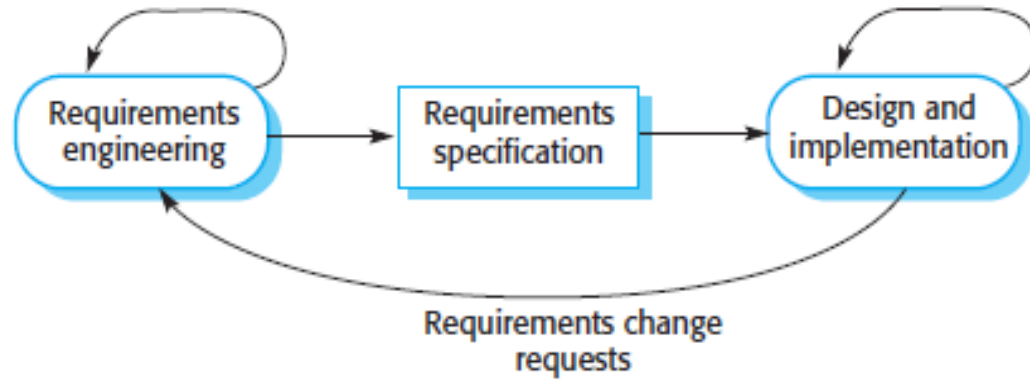 Requirements
engineering
Requirements
specification
Design and
implementation
Requirements change
requests